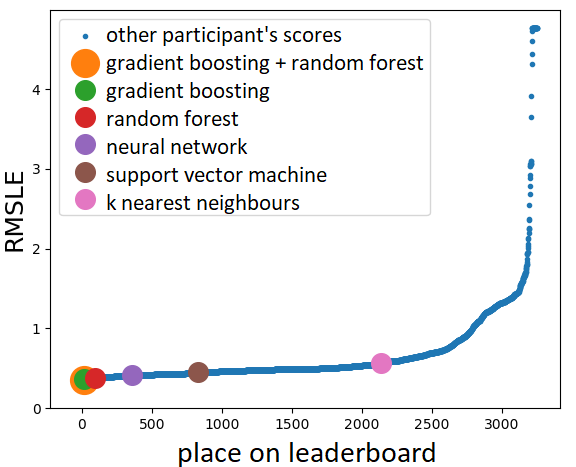 other participant's scores
gradient boosting + random forest
gradient boosting
random forest
neural network
support vector machine
k nearest neighbours
RMSLE
4
3
2
1
0
0 500 1000 1500 2000 2500 3000
place on leaderboard